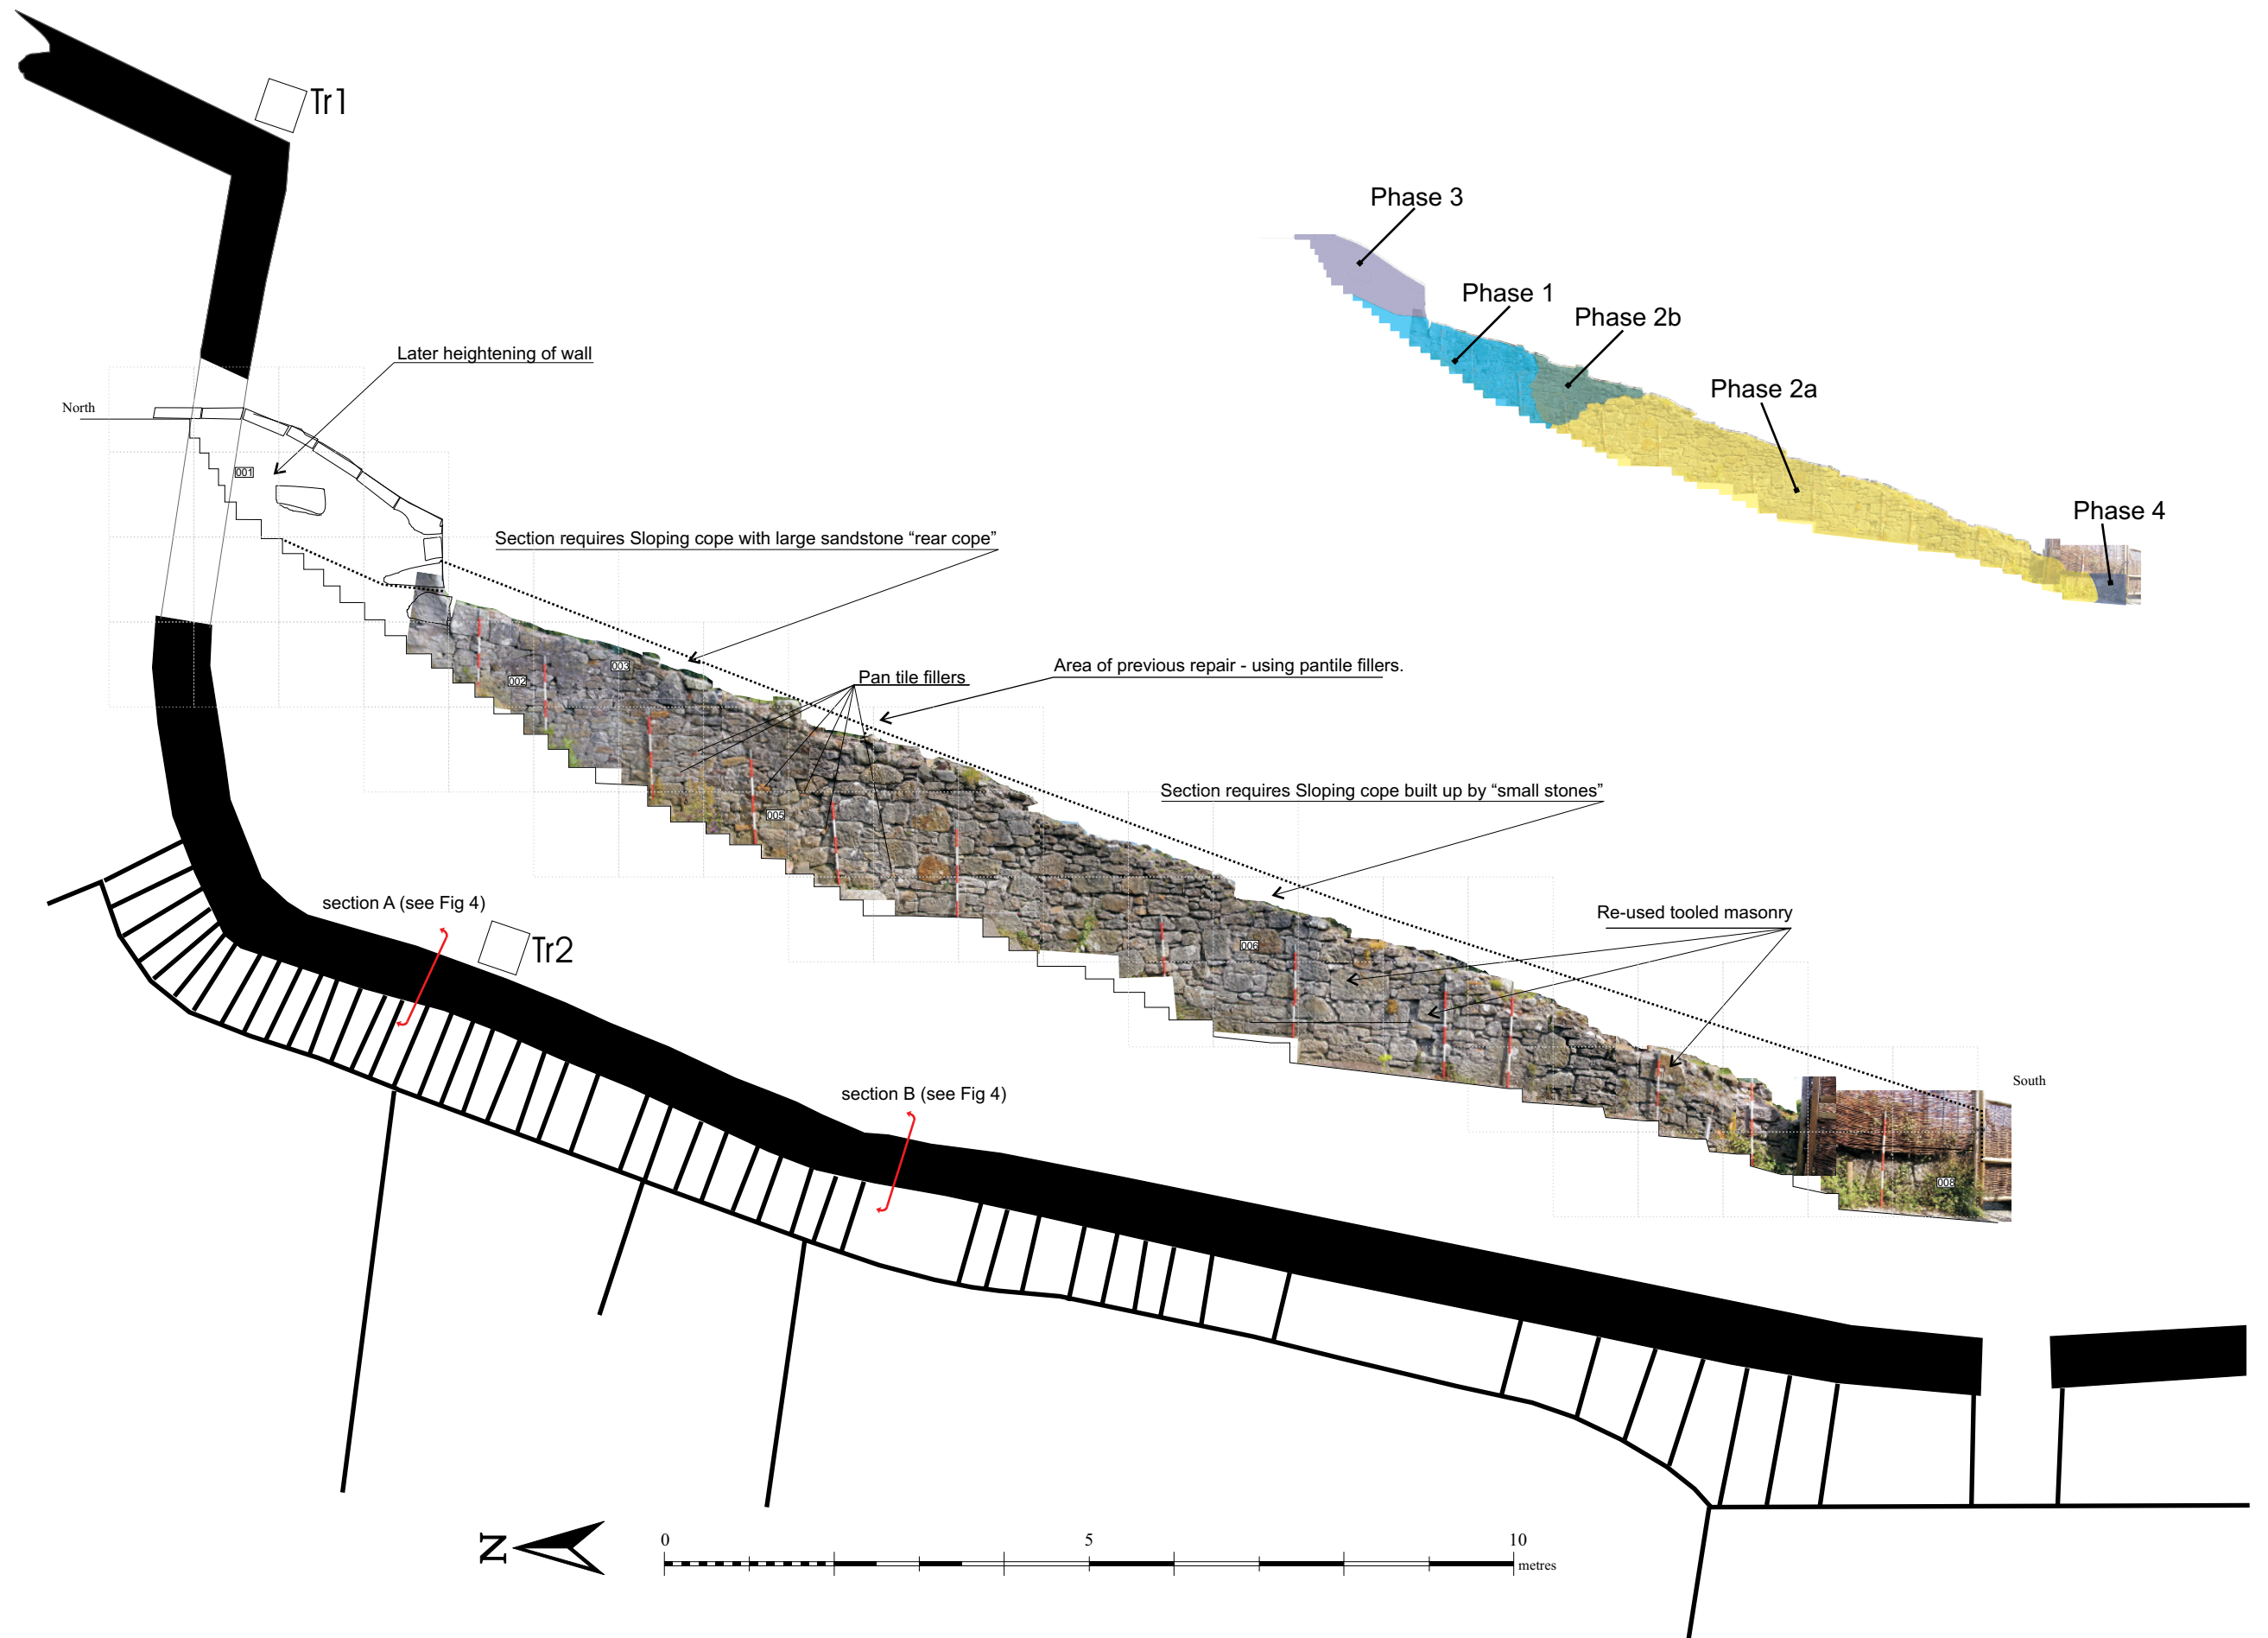 Tr1
Phase 3
Phase 1
Phase 2b
Later heightening of wall
Phase 2a
North
001
Phase 4
Section requires Sloping cope with large sandstone “rear cope”
003
Area of previous repair - using pantile fillers.
002
Pan tile fillers
Section requires Sloping cope built up by “small stones”
005
section A (see Fig 4)
Re-used tooled masonry
Tr2
006
South
section B (see Fig 4)
008
N
0
5
10
metres